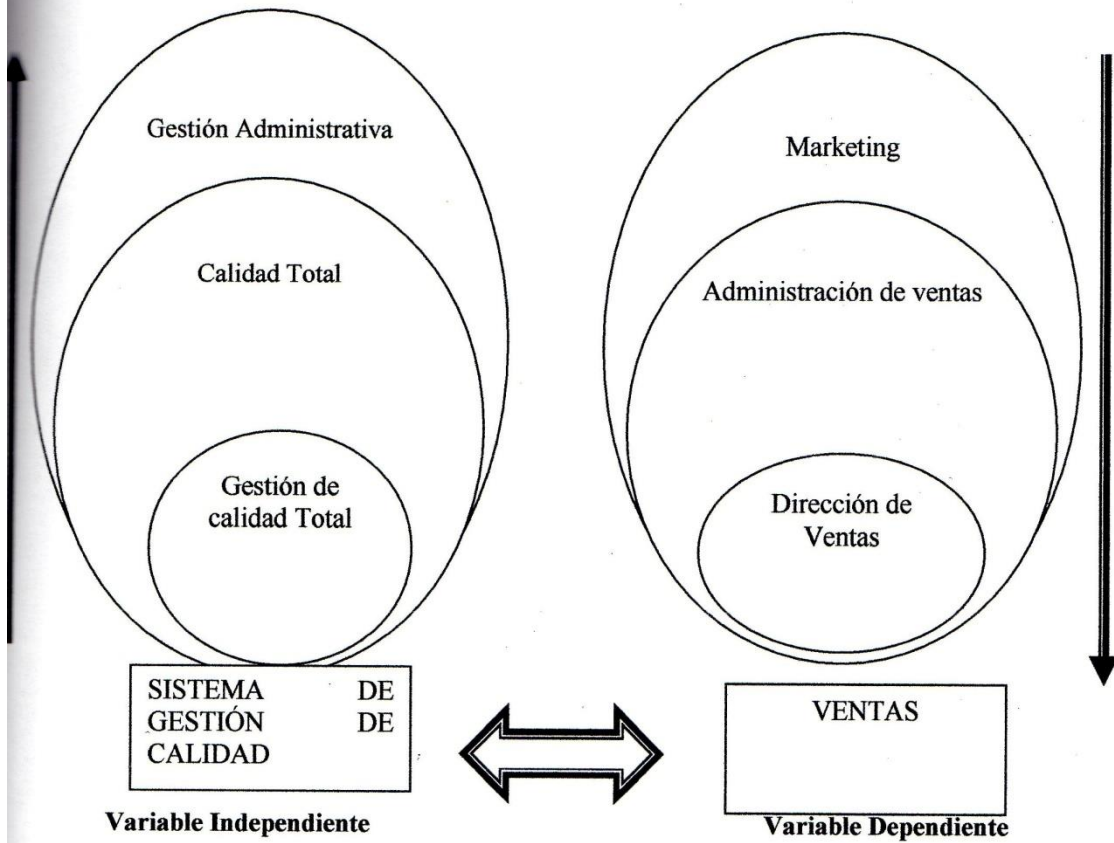 Gestión Administrativa
Calidad Total
Gestión de
calidad Total
SISTEMA DE
GESTIÓN DE
CALIDAD
Variable Independiente
Marketing
Administración de ventas
Dirección de
Ventas
VENTAS
Variable Dependiente